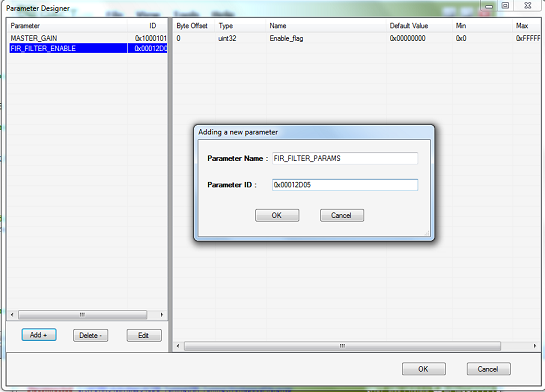 Parameter Designer
Parameter ID
MASTER_GAIN 0x1000101
FIR_FILTER_ENABLE 0x00012D0
Byte Offset Type Name Default Value Min Max
0 uint32 Enable_flag 0x00000000 0x0 0xFFFFF
Adding a new parameter
Parameter Name : FIR_FILTER_PARAMS
Parameter ID : 0x00012D05
OK Cancel
Add + Delete - Edit
OK Cancel